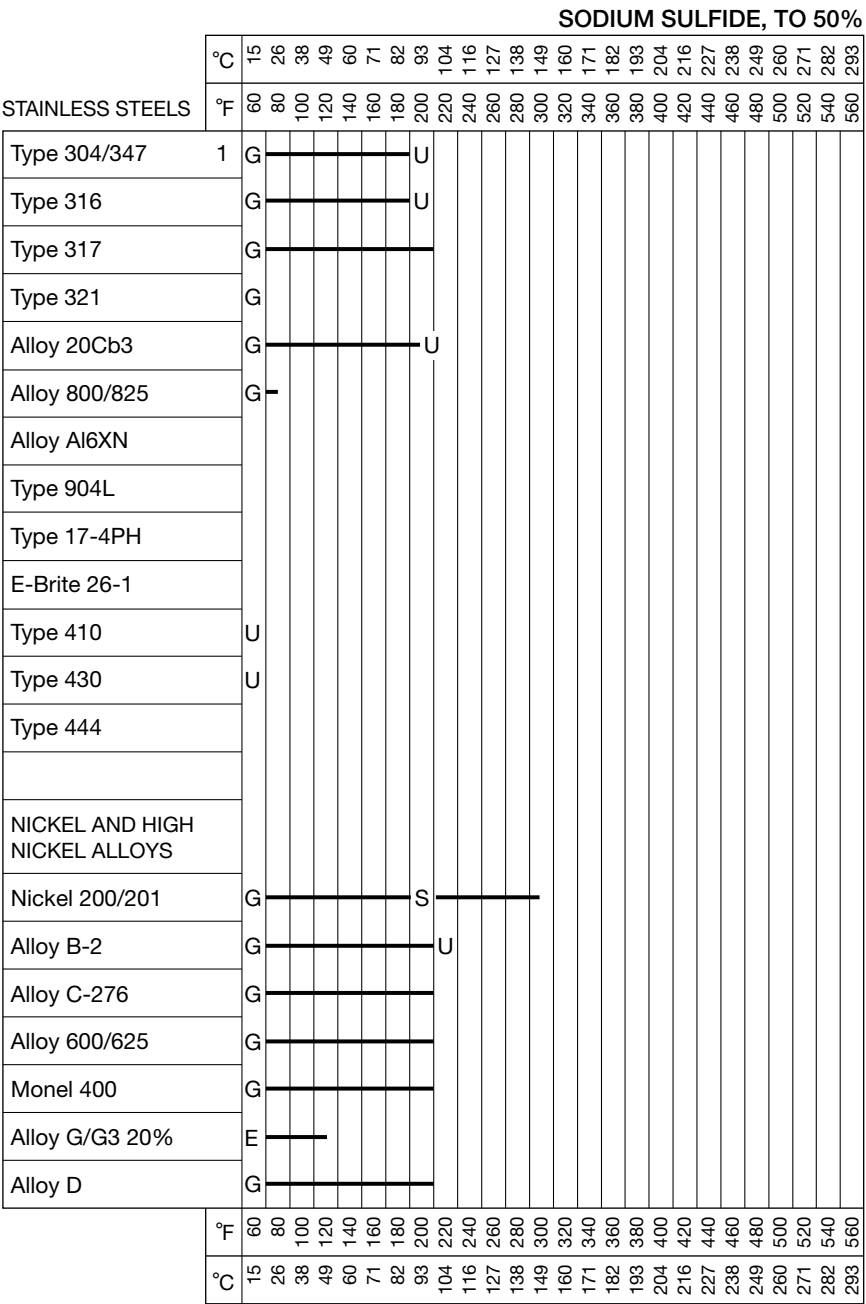 SODIUM SULFIDE, TO 50%
°C 15 26 38 49 60 71 82 93 104 116 127 138 149 160 171 182 193 204 216 227 238 249 260 271 282 293
STAINLESS STEELS °F 60 80 100 120 140 160 180 200 220 240 260 280 300 320 340 360 380 400 420 440 460 480 500 520 540 560
Type 304/347 1 G U
Type 316 G U
Type 317 G
Type 321 G
Alloy 20Cb3 G U
Alloy 800/825 G
Alloy Al6XN
Type 904L
Type 17-4PH
E-Brite 26-1
Type 410 U
Type 430 U
Type 444
NICKEL AND HIGH
NICKEL ALLOYS
Nickel 200/201 G S
Alloy B-2 G U
Alloy C-276 G
Alloy 600/625 G
Monel 400 G
Alloy G/G3 20% E
Alloy D G
°F 60 80 100 120 140 160 180 200 220 240 260 280 300 320 340 360 380 400 420 440 460 480 500 520 540 560
°C 15 26 38 49 60 71 82 93 104 116 127 138 149 160 171 182 193 204 216 227 238 249 260 271 282 293